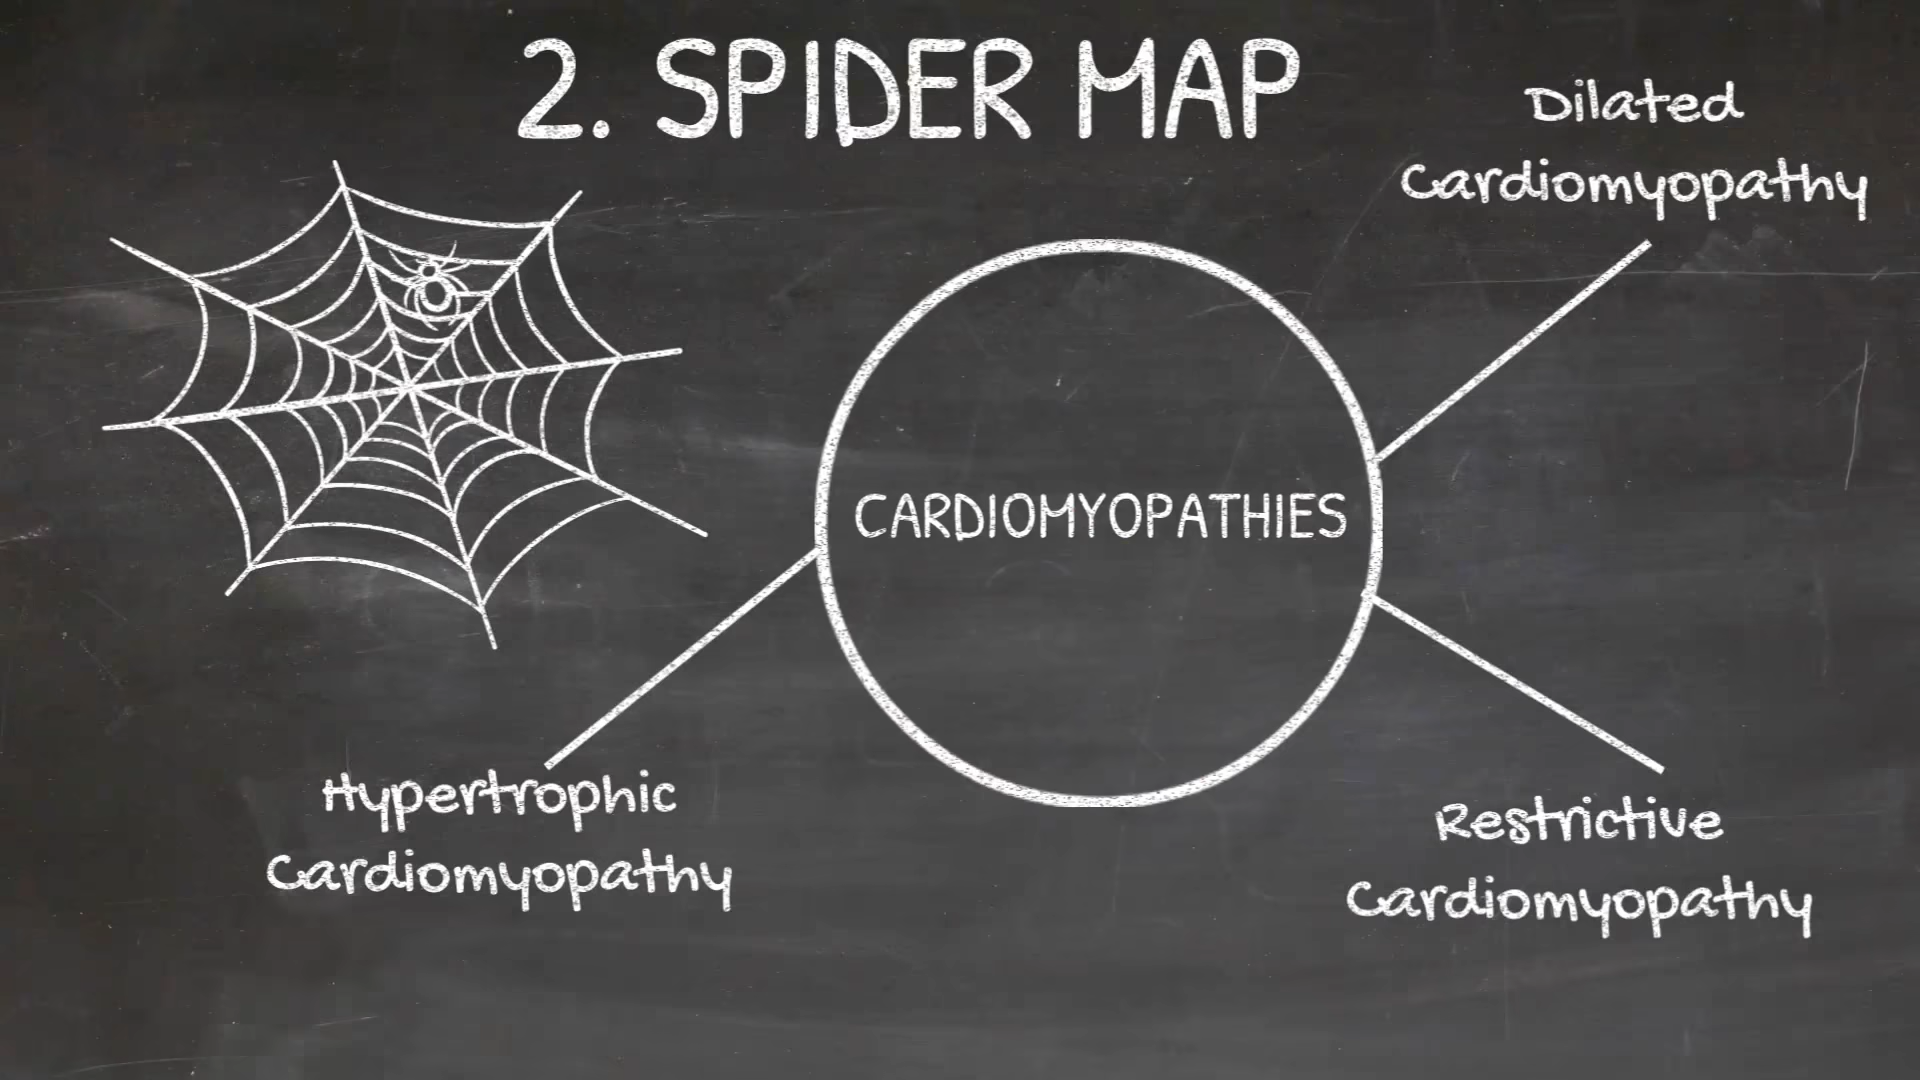 2. SPIDER MAP
Dilated
Cardiomyopathy
CARDIOMYOPATHIES
Hypertrophic
Cardiomyopathy
Restrictive
Cardiomyopathy